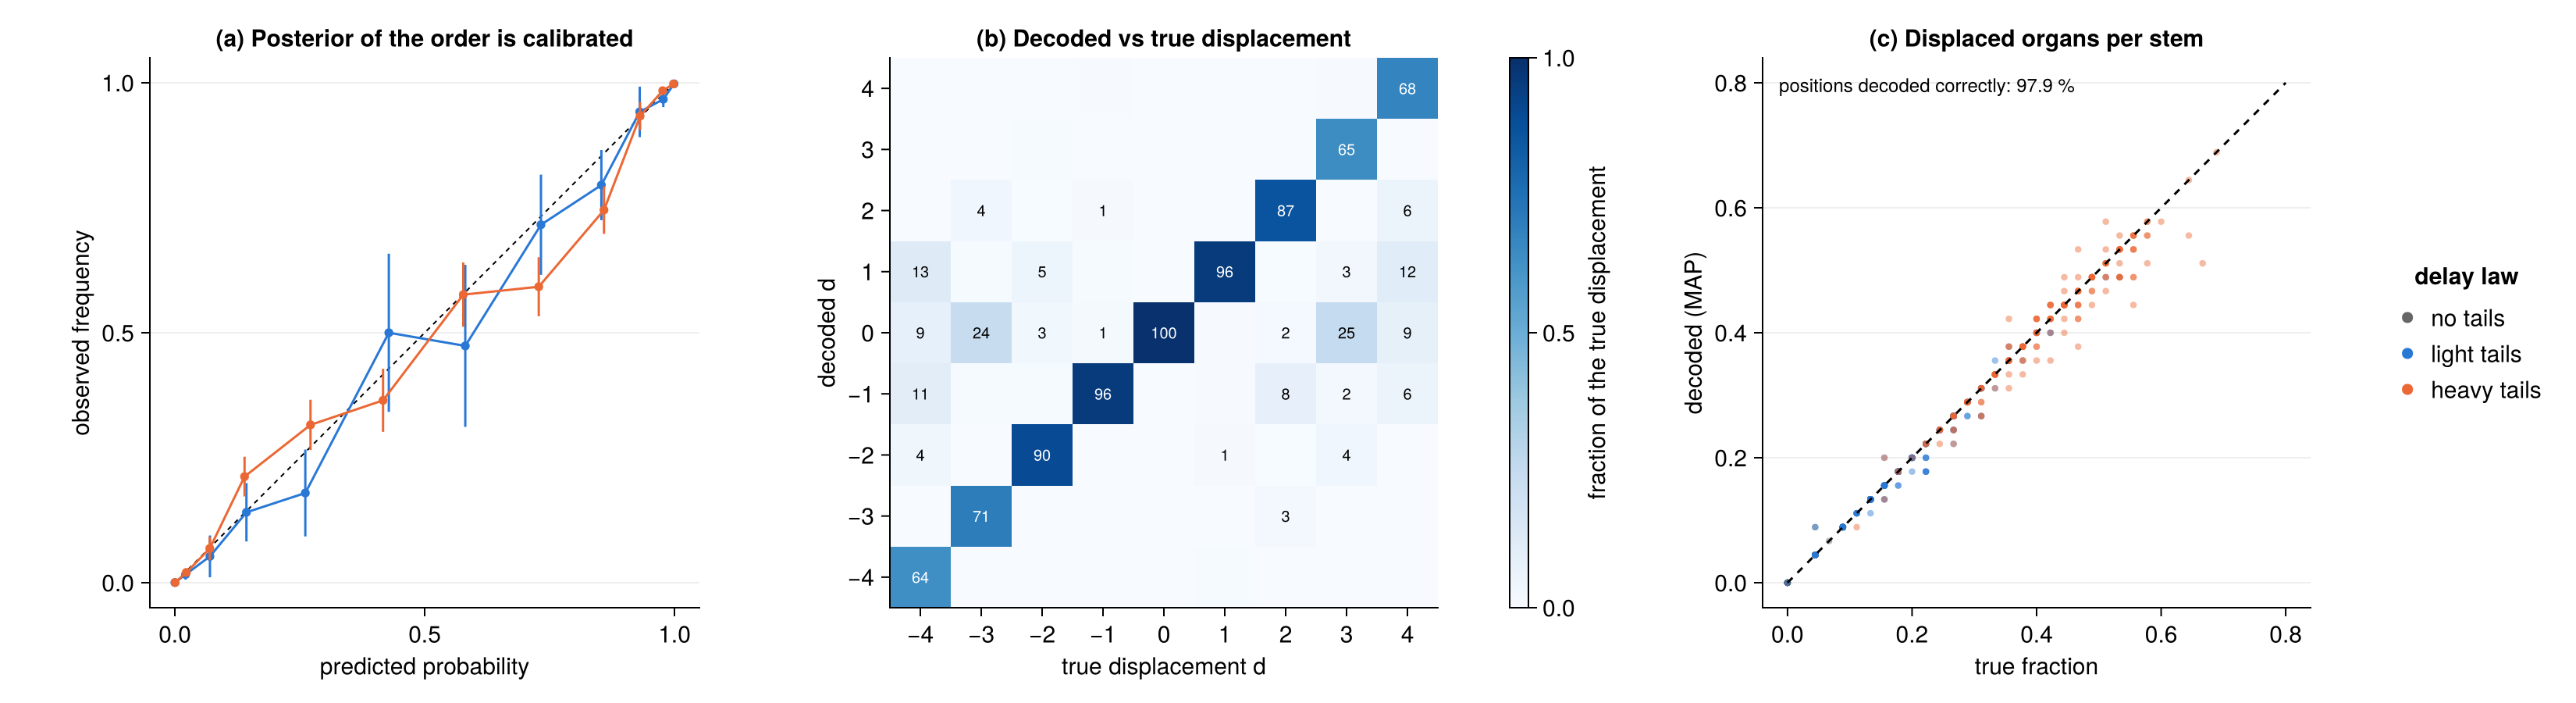 (a) Posterior of the order is calibrated
1.0
0.5
0.0
observed frequency
0.0 0.5 1.0
predicted probability
(b) Decoded vs true displacement
4 68
3 65
2 4 1 87 6
1 13 5 96 3 12
0 9 24 3 1 100 2 25 9
−1 11 96 8 2 6
−2 4 90 1 4
−3 71 3
−4 64
decoded d
−4 −3 −2 −1 0 1 2 3 4
true displacement d
1.0
0.5
0.0
fraction of the true displacement
(c) Displaced organs per stem
positions decoded correctly: 97.9 %
0.8
0.6
0.4
0.2
0.0
decoded (MAP)
0.0 0.2 0.4 0.6 0.8
true fraction
delay law
no tails
light tails
heavy tails